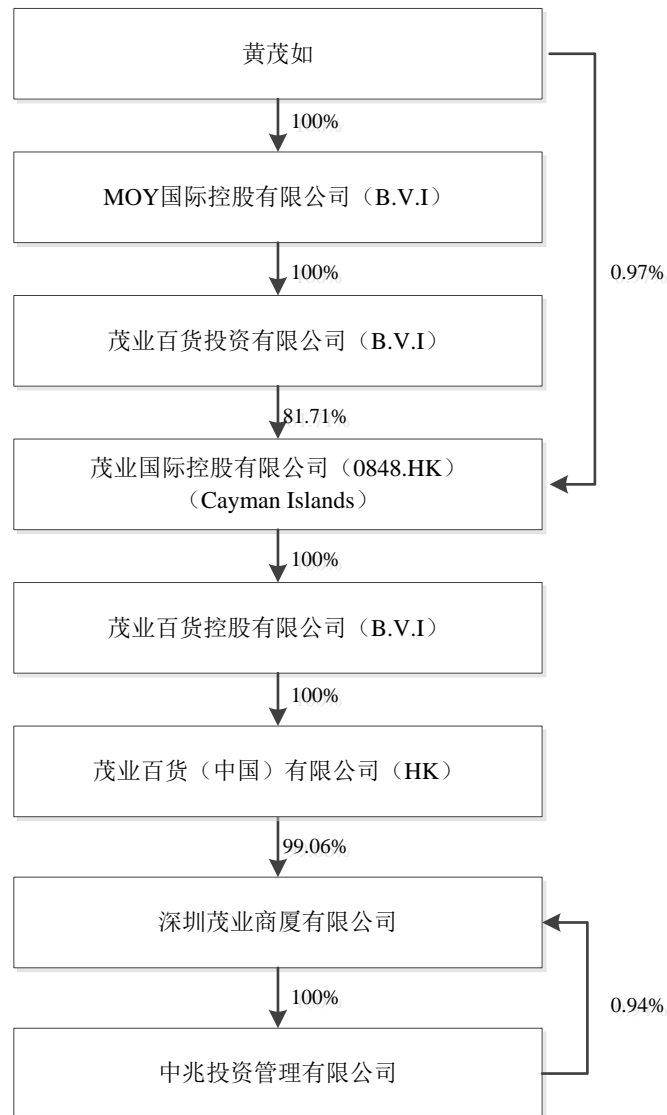 黄茂如
100%
MOY国际控股有限公司（B.V.I）
100%
0.97%
茂业百货投资有限公司（B.V.I）
81.71%
茂业国际控股有限公司（0848.HK）
（Cayman Islands）
100%
茂业百货控股有限公司（B.V.I）
100%
茂业百货（中国）有限公司（HK）
99.06%
深圳茂业商厦有限公司
100%
0.94%
中兆投资管理有限公司